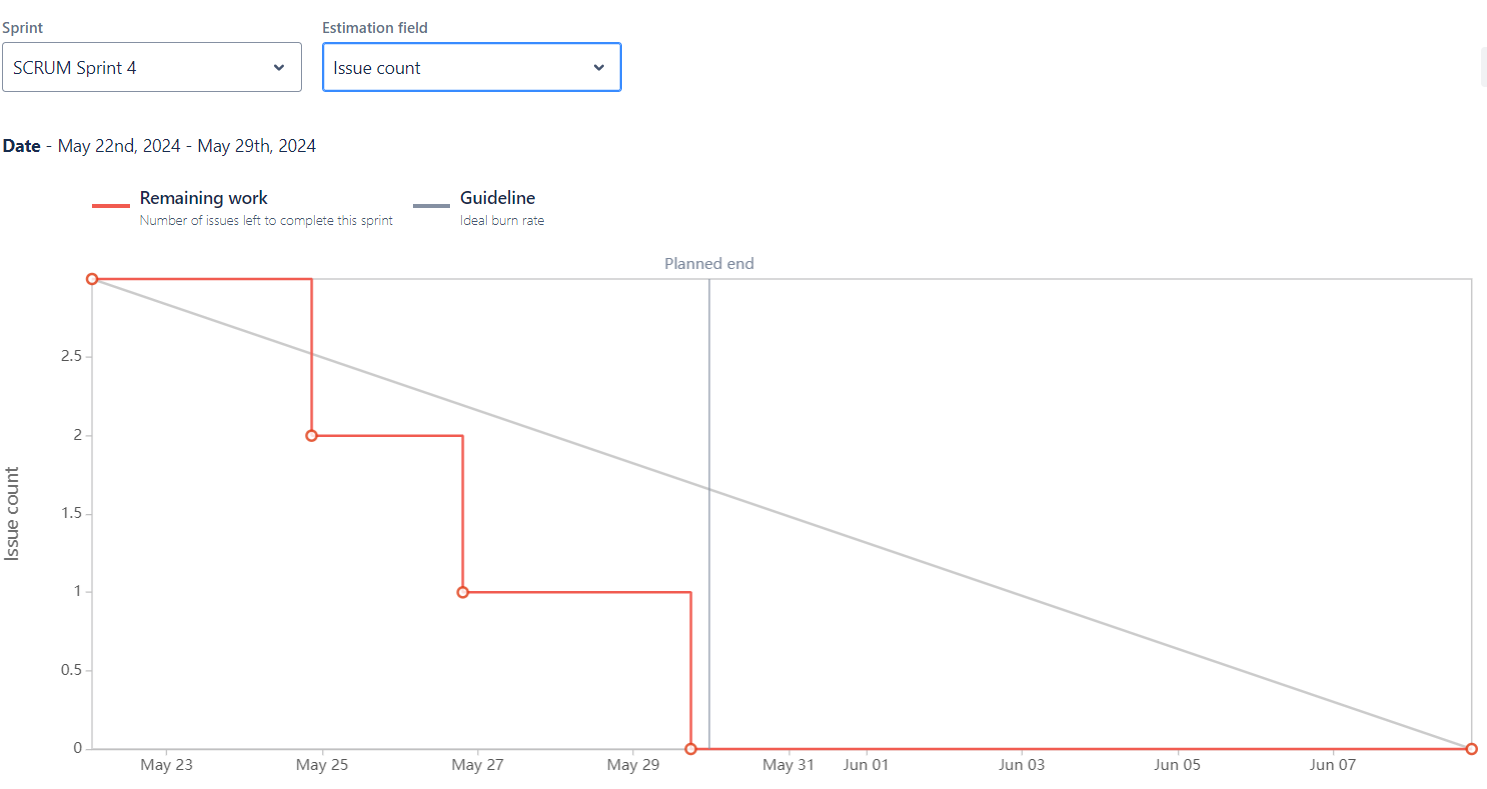 Sprint
Estimation field
SCRUM Sprint 4
Issue count
Date - May 22nd, 2024 - May 29th, 2024
Remaining work
Number of issues left to complete this sprint
Guideline
Ideal burn rate
Planned end
2.5
2
1.5
1
0.5
0
Issue count
May 23
May 25
May 27
May 29
May 31
Jun 01
Jun 03
Jun 05
Jun 07